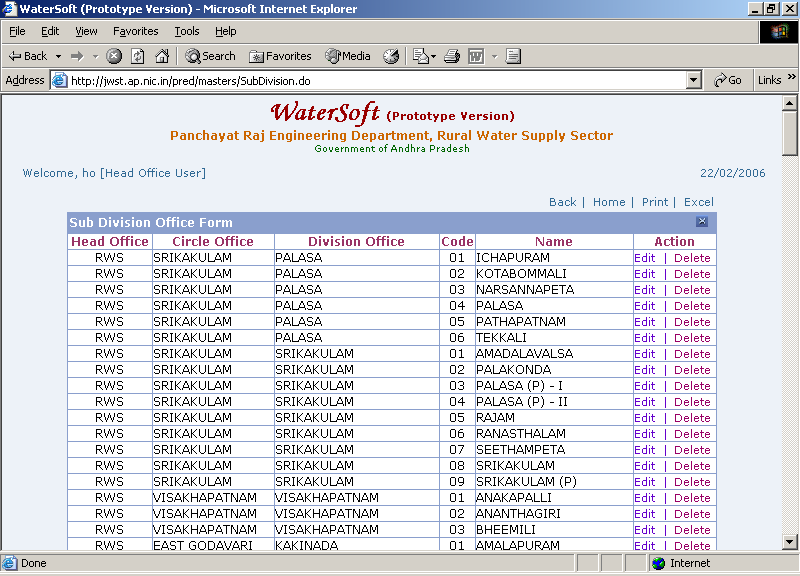 WaterSoft (Prototype Version) - Microsoft Internet Explorer
File Edit View Favorites Tools Help
Back Search Favorites Media
Address http://jwst.ap.nic.in/pred/masters/SubDivision.do Go Links »
WaterSoft (Prototype Version)
Panchayat Raj Engineering Department, Rural Water Supply Sector
Government of Andhra Pradesh
Welcome, ho [Head Office User] 22/02/2006
Back | Home | Print | Excel
Sub Division Office Form
Head Office Circle Office Division Office Code Name Action
RWS SRIKAKULAM PALASA 01 ICHAPURAM Edit | Delete
RWS SRIKAKULAM PALASA 02 KOTABOMMALI Edit | Delete
RWS SRIKAKULAM PALASA 03 NARSANNAPETA Edit | Delete
RWS SRIKAKULAM PALASA 04 PALASA Edit | Delete
RWS SRIKAKULAM PALASA 05 PATHAPATNAM Edit | Delete
RWS SRIKAKULAM PALASA 06 TEKKALI Edit | Delete
RWS SRIKAKULAM SRIKAKULAM 01 AMADALAVALSA Edit | Delete
RWS SRIKAKULAM SRIKAKULAM 02 PALAKONDA Edit | Delete
RWS SRIKAKULAM SRIKAKULAM 03 PALASA (P) - I Edit | Delete
RWS SRIKAKULAM SRIKAKULAM 04 PALASA (P) - II Edit | Delete
RWS SRIKAKULAM SRIKAKULAM 05 RAJAM Edit | Delete
RWS SRIKAKULAM SRIKAKULAM 06 RANASTHALAM Edit | Delete
RWS SRIKAKULAM SRIKAKULAM 07 SEETHAMPETA Edit | Delete
RWS SRIKAKULAM SRIKAKULAM 08 SRIKAKULAM Edit | Delete
RWS SRIKAKULAM SRIKAKULAM 09 SRIKAKULAM (P) Edit | Delete
RWS VISAKHAPATNAM VISAKHAPATNAM 01 ANAKAPALLI Edit | Delete
RWS VISAKHAPATNAM VISAKHAPATNAM 02 ANANTHAGIRI Edit | Delete
RWS VISAKHAPATNAM VISAKHAPATNAM 03 BHEEMILI Edit | Delete
RWS EAST GODAVARI KAKINADA 01 AMALAPURAM Edit | Delete
Done Internet